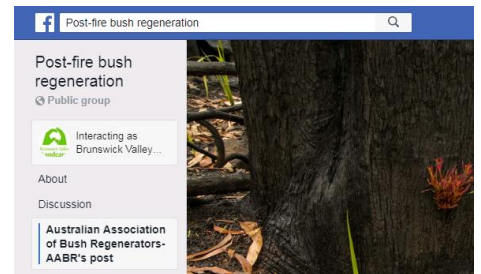 Post-fire bush regeneration
Post-fire bush
regeneration
Public group
Interacting as
Brunswick Valley...
About
Discussion
Australian Association
of Bush Regenerators-
AABR's post